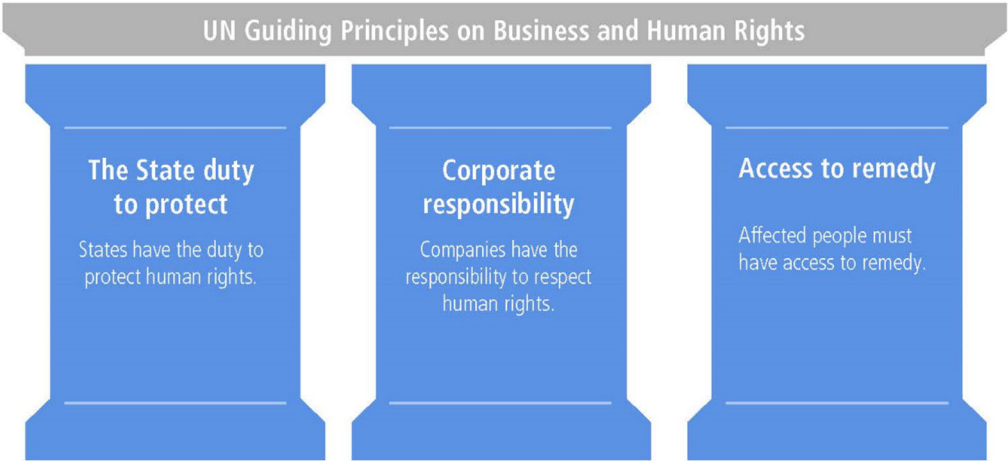 UN Guiding Principles on Business and Human Rights
The State duty
to protect
States have the duty to
protect human rights.
Corporate
responsibility
Companies have the
responsibility to respect
human rights.
Access to remedy
Affected people must
have access to remedy.